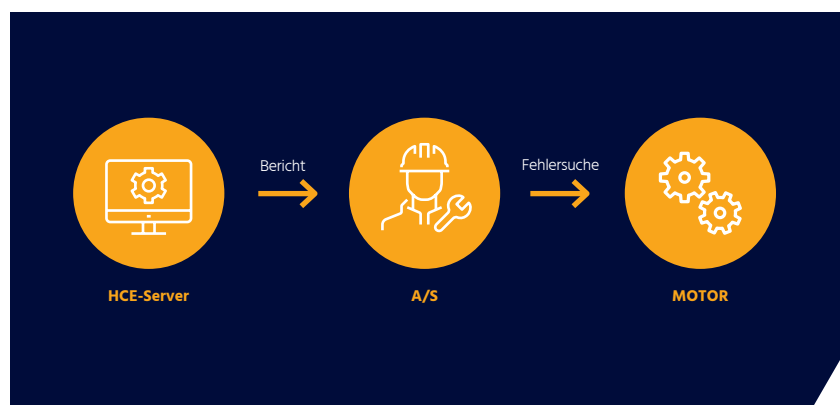 Bericht
Fehlersuche
HCE-Server
A/S
MOTOR